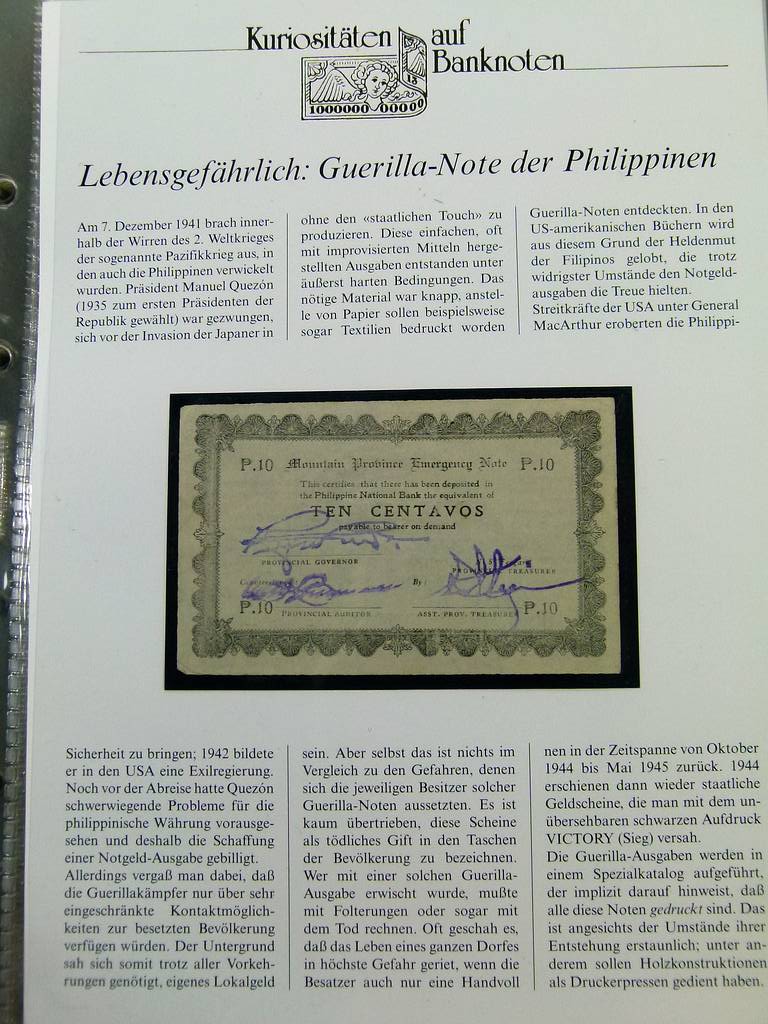 Kuriositäten auf
Banknoten
13
1000000 00000
Lebensgefährlich: Guerilla-Note der Philippinen
Am 7. Dezember 1941 brach inner-
halb der Wirren des 2. Weltkrieges
der sogenannte Pazifikkrieg aus, in
den auch die Philippinen verwickelt
wurden. Präsident Manuel Quezón
(1935 zum ersten Präsidenten der
Republik gewählt) war gezwungen,
sich vor der Invasion der Japaner in
Sicherheit zu bringen; 1942 bildete
er in den USA eine Exilregierung.
Noch vor der Abreise hatte Quezón
schwerwiegende Probleme für die
philippinische Währung vorausge-
sehen und deshalb die Schaffung
einer Notgeld-Ausgabe gebilligt.
Allerdings vergaß man dabei, daß
die Guerillakämpfer nur über sehr
eingeschränkte Kontaktmöglich-
keiten zur besetzten Bevölkerung
verfügen würden. Der Untergrund
sah sich somit trotz aller Vorkeh-
rungen genötigt, eigenes Lokalgeld
ohne den «staatlichen Touch» zu
produzieren. Diese einfachen, oft
mit improvisierten Mitteln herge-
stellten Ausgaben entstanden unter
äußerst harten Bedingungen. Das
nötige Material war knapp, anstel-
le von Papier sollen beispielsweise
sogar Textilien bedruckt worden
sein. Aber selbst das ist nichts im
Vergleich zu den Gefahren, denen
sich die jeweiligen Besitzer solcher
Guerilla-Noten aussetzten. Es ist
kaum übertrieben, diese Scheine
als tödliches Gift in den Taschen
der Bevölkerung zu bezeichnen.
Wer mit einer solchen Guerilla-
Ausgabe erwischt wurde, mußte
mit Folterungen oder sogar mit
dem Tod rechnen. Oft geschah es,
daß das Leben eines ganzen Dorfes
in höchste Gefahr geriet, wenn die
Besatzer auch nur eine Handvoll
Guerilla-Noten entdeckten. In den
US-amerikanischen Büchern wird
aus diesem Grund der Heldenmut
der Filipinos gelobt, die trotz
widrigster Umstände den Notgeld-
ausgaben die Treue hielten.
Streitkräfte der USA unter General
MacArthur eroberten die Philippi-
nen in der Zeitspanne von Oktober
1944 bis Mai 1945 zurück. 1944
erschienen dann wieder staatliche
Geldscheine, die man mit dem un-
übersehbaren schwarzen Aufdruck
VICTORY (Sieg) versah.
Die Guerilla-Ausgaben werden in
einem Spezialkatalog aufgeführt,
der implizit darauf hinweist, daß
alle diese Noten gedruckt sind. Das
ist angesichts der Umstände ihrer
Entstehung erstaunlich; unter an-
derem sollen Holzkonstruktionen
als Druckerpressen gedient haben.
P.10 Mountain Province Emergency Note P.10
This certifies that there has been deposited in
the Philippine National Bank the equivalent of
TEN CENTAVOS
payable to bearer on demand
PROVINCIAL GOVERNOR
PROVINCIAL TREASURER
By:
P.10 PROVINCIAL AUDITOR ASST. PROV. TREASURER P.10